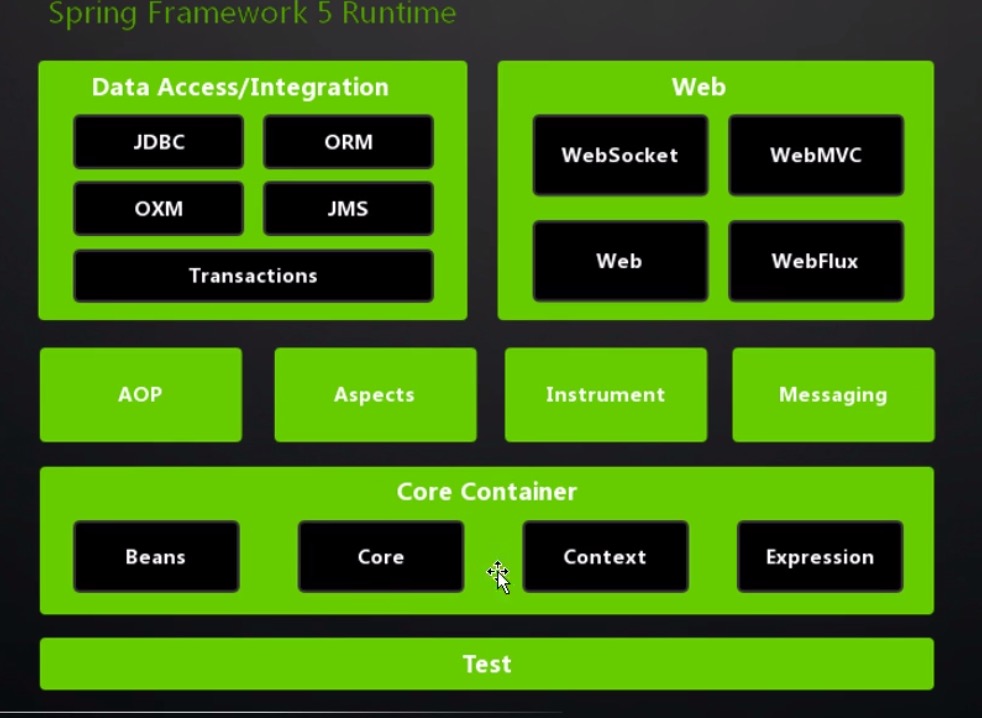 Spring Framework 5 Runtime
Data Access/Integration
JDBC
ORM
OXM
JMS
Transactions
Web
WebSocket
WebMVC
Web
WebFlux
AOP
Aspects
Instrument
Messaging
Core Container
Beans
Core
Context
Expression
Test